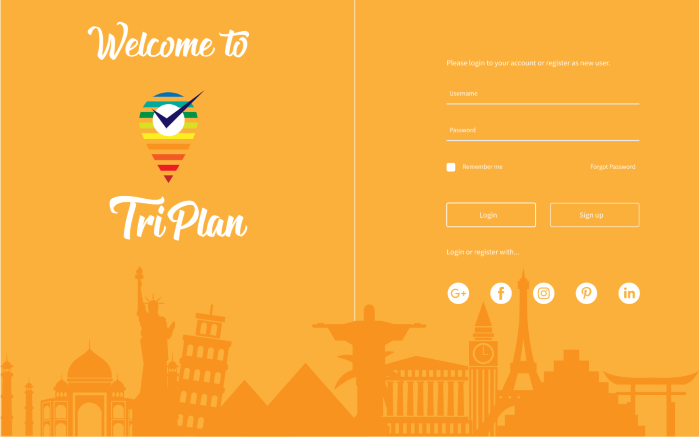 Welcome to
TriPlan
Please login to your account or register as new user.
Username
Password
Remember me
Forgot Password
Login
Sign up
Login or register with...
G+
f
in